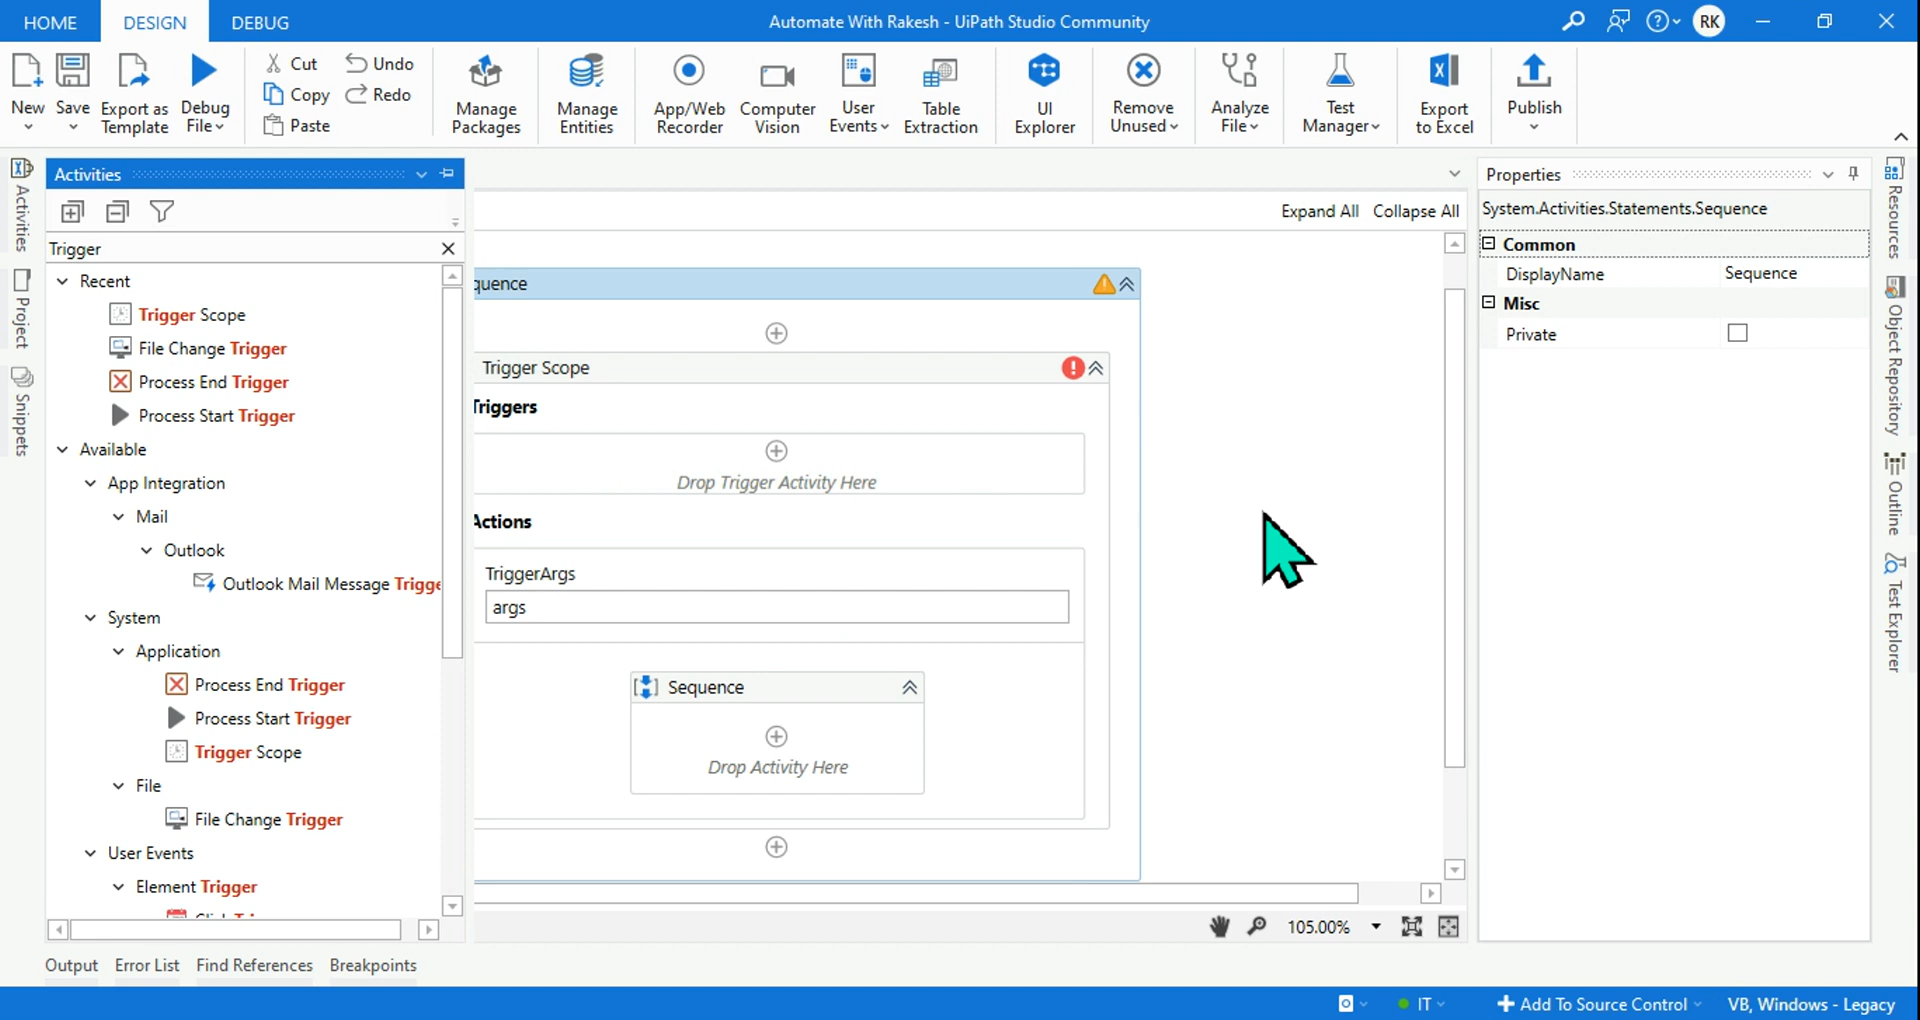 HOME DESIGN DEBUG Automate With Rakesh - UiPath Studio Community RK
New Save Export as Template Debug File
Cut Undo
Copy Redo
Paste
Manage Packages
Manage Entities
App/Web Recorder
Computer Vision
User Events
Table Extraction
UI Explorer
Remove Unused
Analyze File
Test Manager
Export to Excel
Publish
Activities
Project
Snippets
Activities
Trigger
Recent
Trigger Scope
File Change Trigger
Process End Trigger
Process Start Trigger
Available
App Integration
Mail
Outlook
Outlook Mail Message Trigge
System
Application
Process End Trigger
Process Start Trigger
Trigger Scope
File
File Change Trigger
User Events
Element Trigger
Expand All Collapse All
quence
Trigger Scope
Triggers
Drop Trigger Activity Here
Actions
TriggerArgs
args
Sequence
Drop Activity Here
105.00%
Properties
System.Activities.Statements.Sequence
Common
DisplayName Sequence
Misc
Private
Resources
Object Repository
Outline
Test Explorer
Output Error List Find References Breakpoints
IT Add To Source Control VB, Windows - Legacy